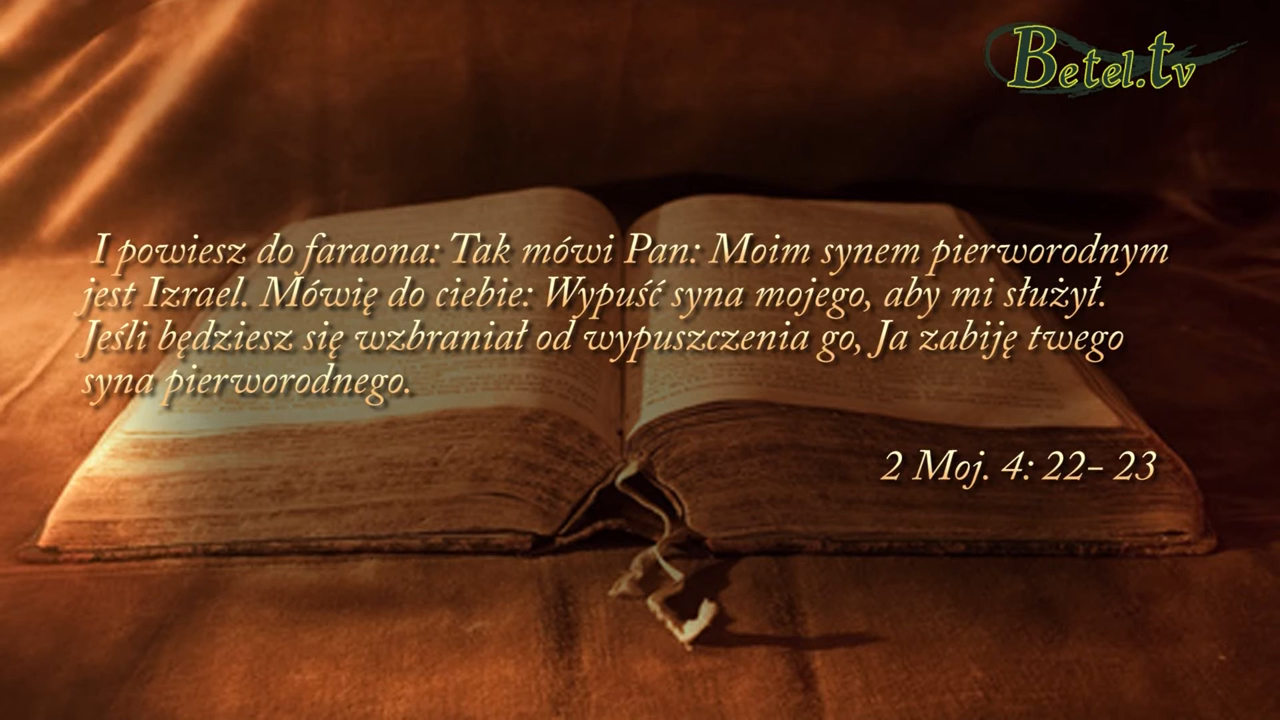 Betel.tv
I powiesz do faraona: Tak mówi Pan: Moim synem pierworodnym
jest Izrael. Mówię do ciebie: Wypuść syna mojego, aby mi służył.
Jeśli będziesz się wzbraniał od wypuszczenia go, Ja zabiję twego
syna pierworodnego.
2 Moj. 4: 22- 23